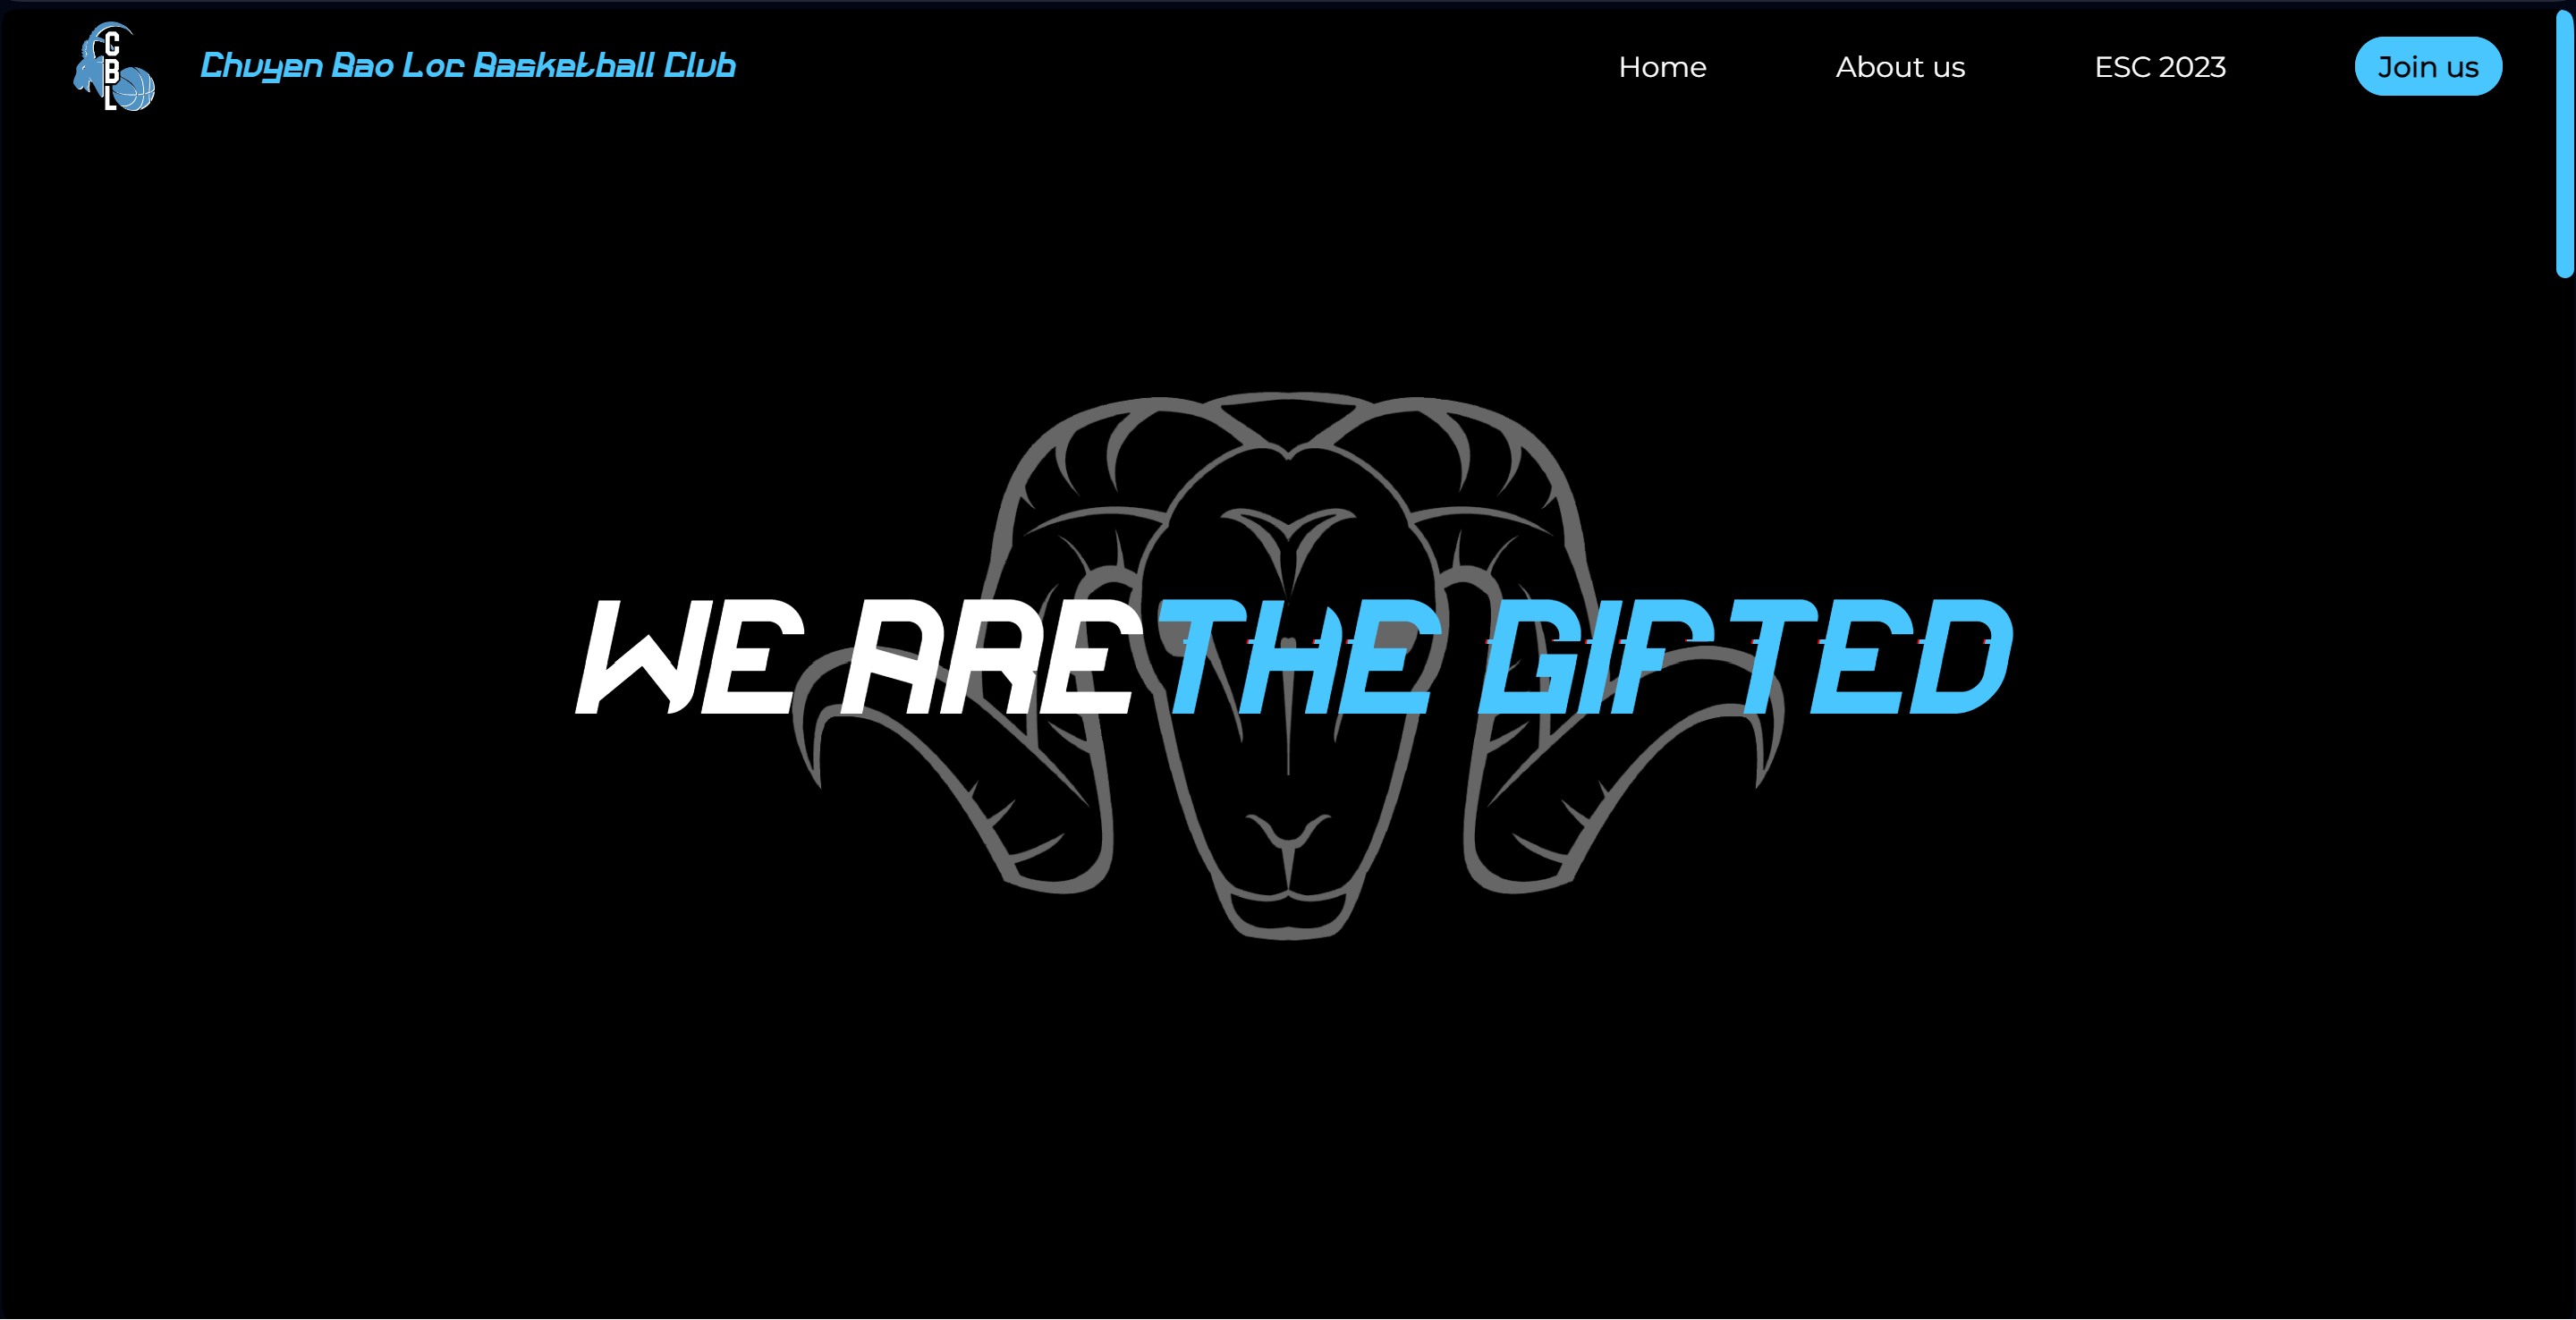 CBL
Chuyen Bao Loc Basketball Club
Home
About us
ESC 2023
Join us
WE ARE THE GIFTED